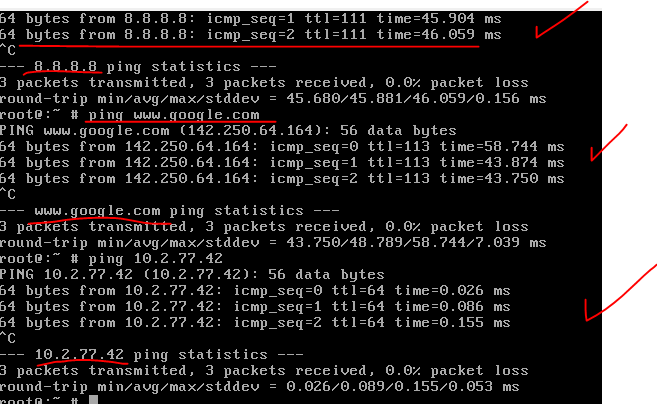 64 bytes from 8.8.8.8: icmp_seq=1 ttl=111 time=45.904 ms
64 bytes from 8.8.8.8: icmp_seq=2 ttl=111 time=46.059 ms
^C
--- 8.8.8.8 ping statistics ---
3 packets transmitted, 3 packets received, 0.0% packet loss
round-trip min/avg/max/stddev = 45.680/45.881/46.059/0.156 ms
root@:~ # ping www.google.com
PING www.google.com (142.250.64.164): 56 data bytes
64 bytes from 142.250.64.164: icmp_seq=0 ttl=113 time=58.744 ms
64 bytes from 142.250.64.164: icmp_seq=1 ttl=113 time=43.874 ms
64 bytes from 142.250.64.164: icmp_seq=2 ttl=113 time=43.750 ms
^C
--- www.google.com ping statistics ---
3 packets transmitted, 3 packets received, 0.0% packet loss
round-trip min/avg/max/stddev = 43.750/48.789/58.744/7.039 ms
root@:~ # ping 10.2.77.42
PING 10.2.77.42 (10.2.77.42): 56 data bytes
64 bytes from 10.2.77.42: icmp_seq=0 ttl=64 time=0.026 ms
64 bytes from 10.2.77.42: icmp_seq=1 ttl=64 time=0.086 ms
64 bytes from 10.2.77.42: icmp_seq=2 ttl=64 time=0.155 ms
^C
--- 10.2.77.42 ping statistics ---
3 packets transmitted, 3 packets received, 0.0% packet loss
round-trip min/avg/max/stddev = 0.026/0.089/0.155/0.053 ms
root@:~ #